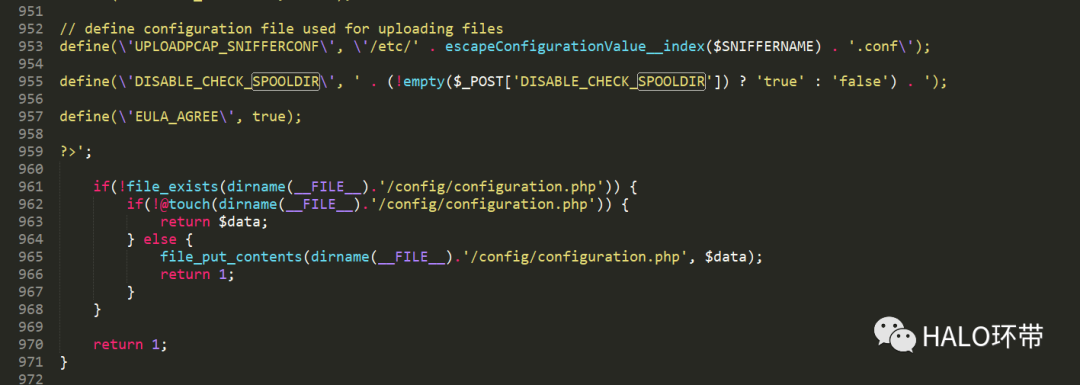 951
952 // define configuration file used for uploading files
953 define(\'UPLOADPCAP_SNIFFERCONF\', \'/etc/' . escapeConfigurationValue__index($SNIFFERNAME) . '.conf\');
954
955 define(\'DISABLE_CHECK_SPOOLDIR\', ' . (!empty($_POST['DISABLE_CHECK_SPOOLDIR']) ? 'true' : 'false') . ');
956
957 define(\'EULA_AGREE\', true);
958
959 ?>';
960
961     if(!file_exists(dirname(__FILE__).'/config/configuration.php')) {
962         if(!@touch(dirname(__FILE__).'/config/configuration.php')) {
963             return $data;
964         } else {
965             file_put_contents(dirname(__FILE__).'/config/configuration.php', $data);
966             return 1;
967         }
968     }
969
970     return 1;
971 }
972
HALO环带